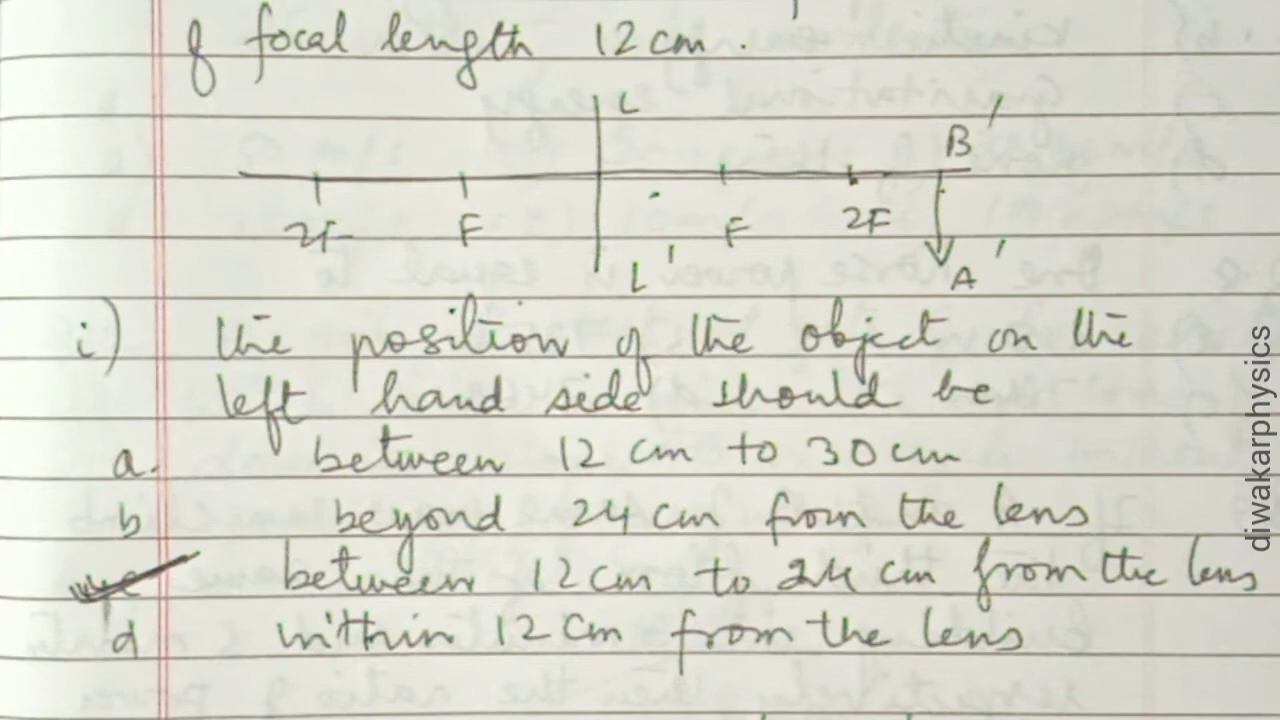 of focal length 12 cm.
L
B'
2F F F 2F
L' A'
i) the position of the object on the
left hand side should be
a. between 12 cm to 30 cm
b beyond 24 cm from the lens
c between 12 cm to 24 cm from the lens
d within 12 cm from the lens
diwakarphysics